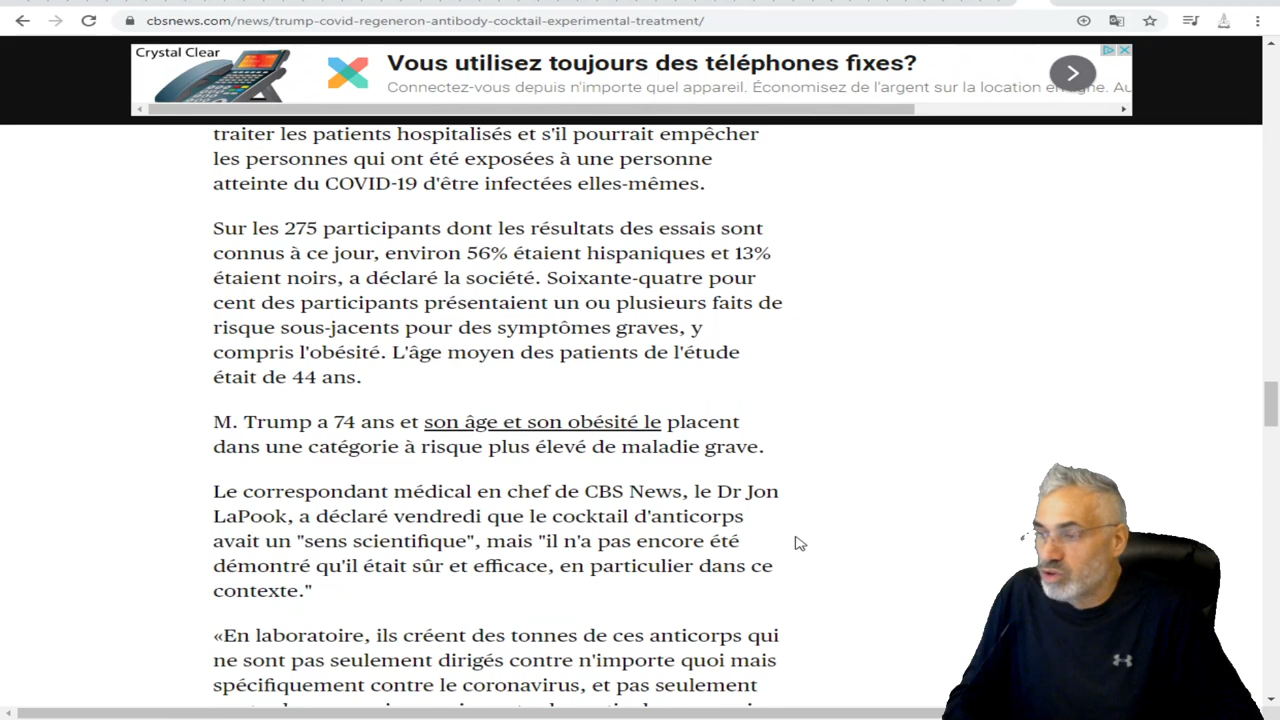 cbsnews.com/news/trump-covid-regeneron-antibody-cocktail-experimental-treatment/
Crystal Clear
Vous utilisez toujours des téléphones fixes?
Connectez-vous depuis n'importe quel appareil. Économisez de l'argent sur la location en ligne. Au
traiter les patients hospitalisés et s'il pourrait empêcher
les personnes qui ont été exposées à une personne
atteinte du COVID-19 d'être infectées elles-mêmes.
Sur les 275 participants dont les résultats des essais sont
connus à ce jour, environ 56% étaient hispaniques et 13%
étaient noirs, a déclaré la société. Soixante-quatre pour
cent des participants présentaient un ou plusieurs faits de
risque sous-jacents pour des symptômes graves, y
compris l'obésité. L'âge moyen des patients de l'étude
était de 44 ans.
M. Trump a 74 ans et son âge et son obésité le placent
dans une catégorie à risque plus élevé de maladie grave.
Le correspondant médical en chef de CBS News, le Dr Jon
LaPook, a déclaré vendredi que le cocktail d'anticorps
avait un "sens scientifique", mais "il n'a pas encore été
démontré qu'il était sûr et efficace, en particulier dans ce
contexte."
«En laboratoire, ils créent des tonnes de ces anticorps qui
ne sont pas seulement dirigés contre n'importe quoi mais
spécifiquement contre le coronavirus, et pas seulement